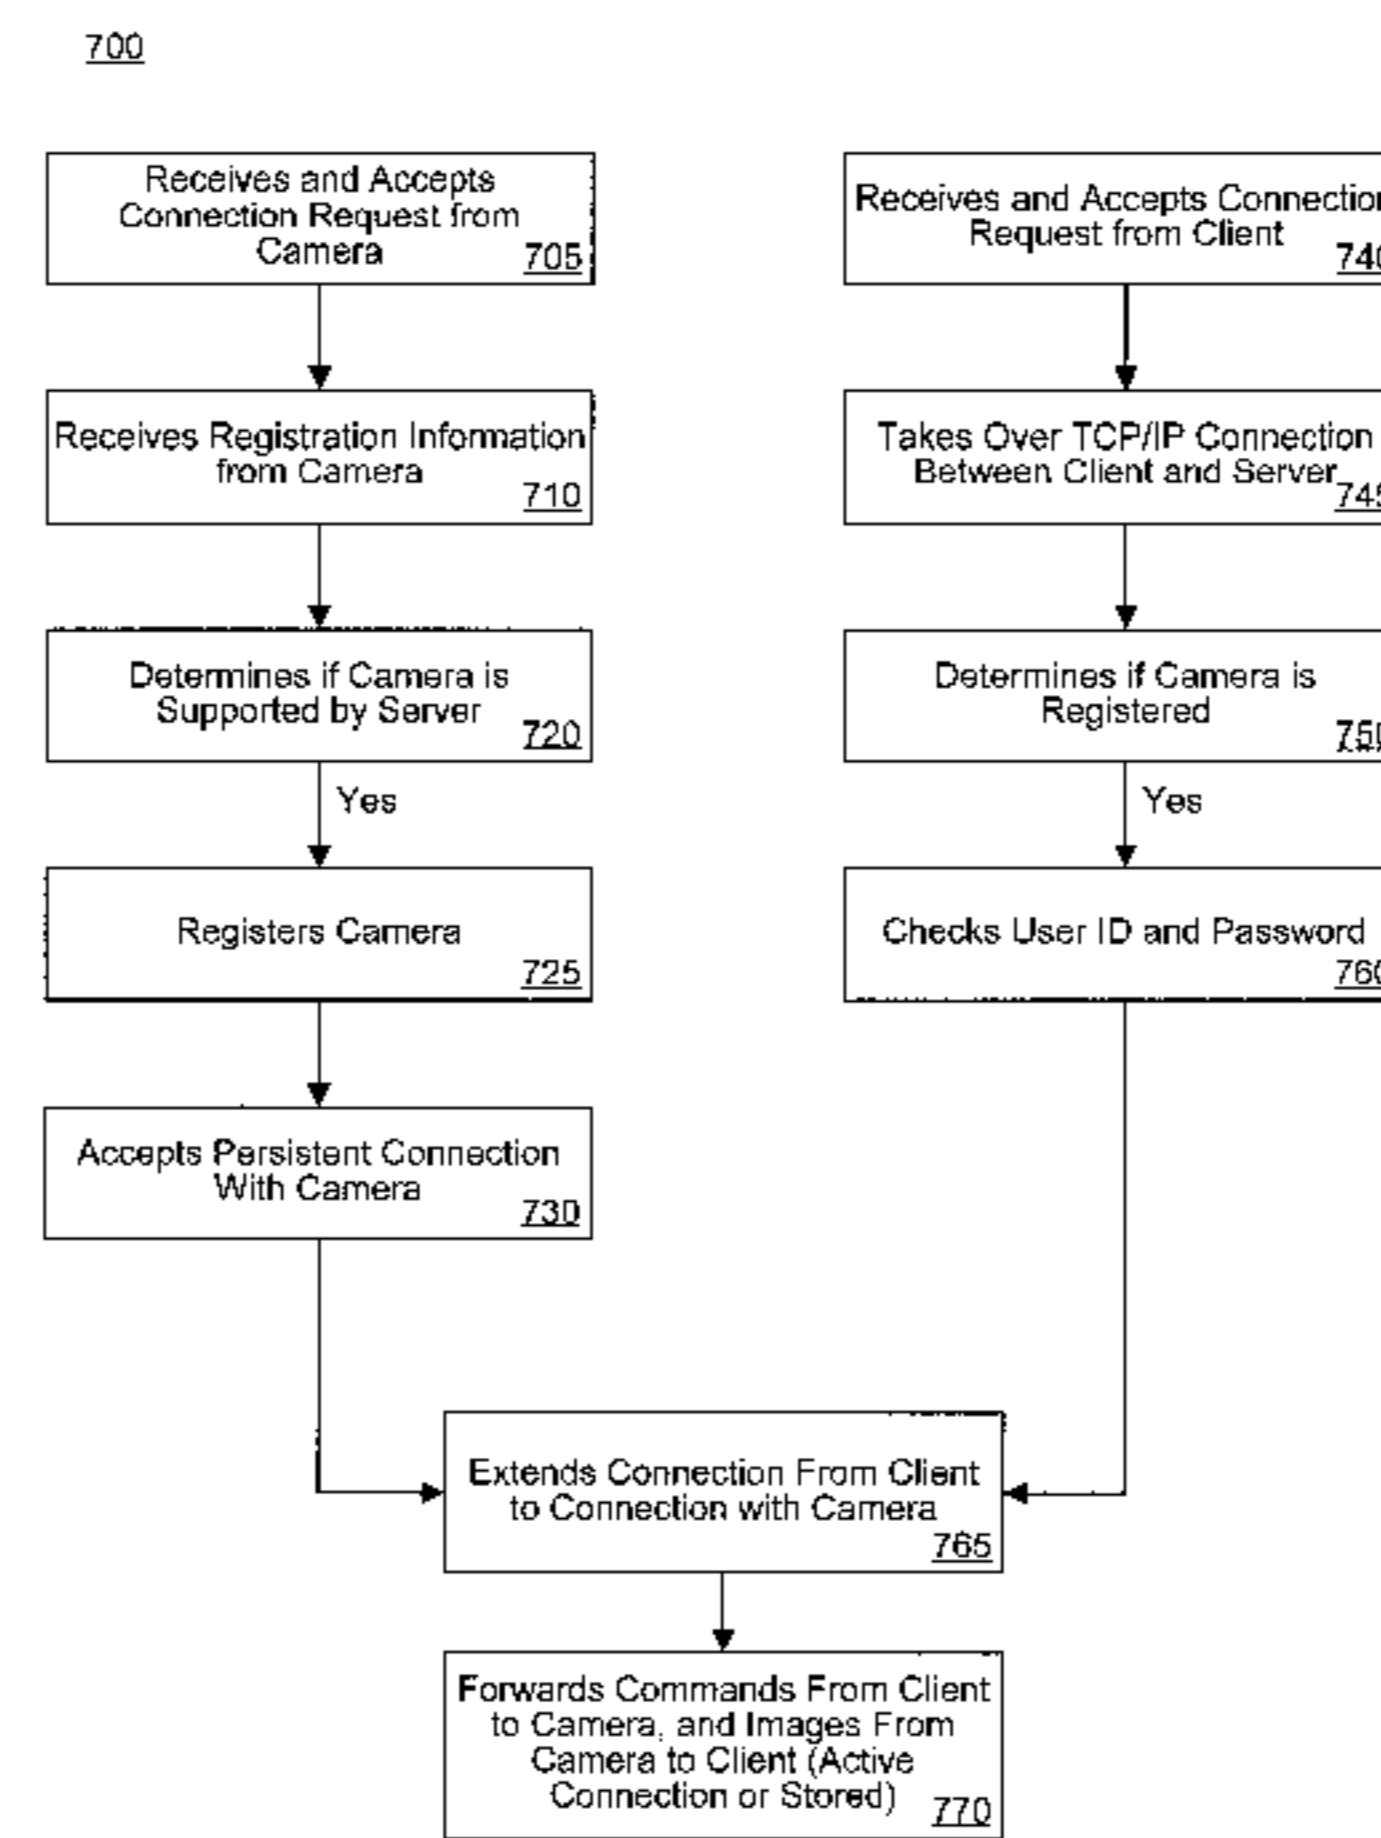 700
Receives and Accepts
Connection Request from
Camera
705
Receives Registration Information
from Camera
710
Determines if Camera is
Supported by Server
720
Yes
Registers Camera
725
Accepts Persistent Connection
With Camera
730
Receives and Accepts Connection
Request from Client
740
Takes Over TCP/IP Connection
Between Client and Server
745
Determines if Camera is
Registered
750
Yes
Checks User ID and Password
760
Extends Connection From Client
to Connection with Camera
765
Forwards Commands From Client
to Camera, and Images From
Camera to Client (Active
Connection or Stored)
770